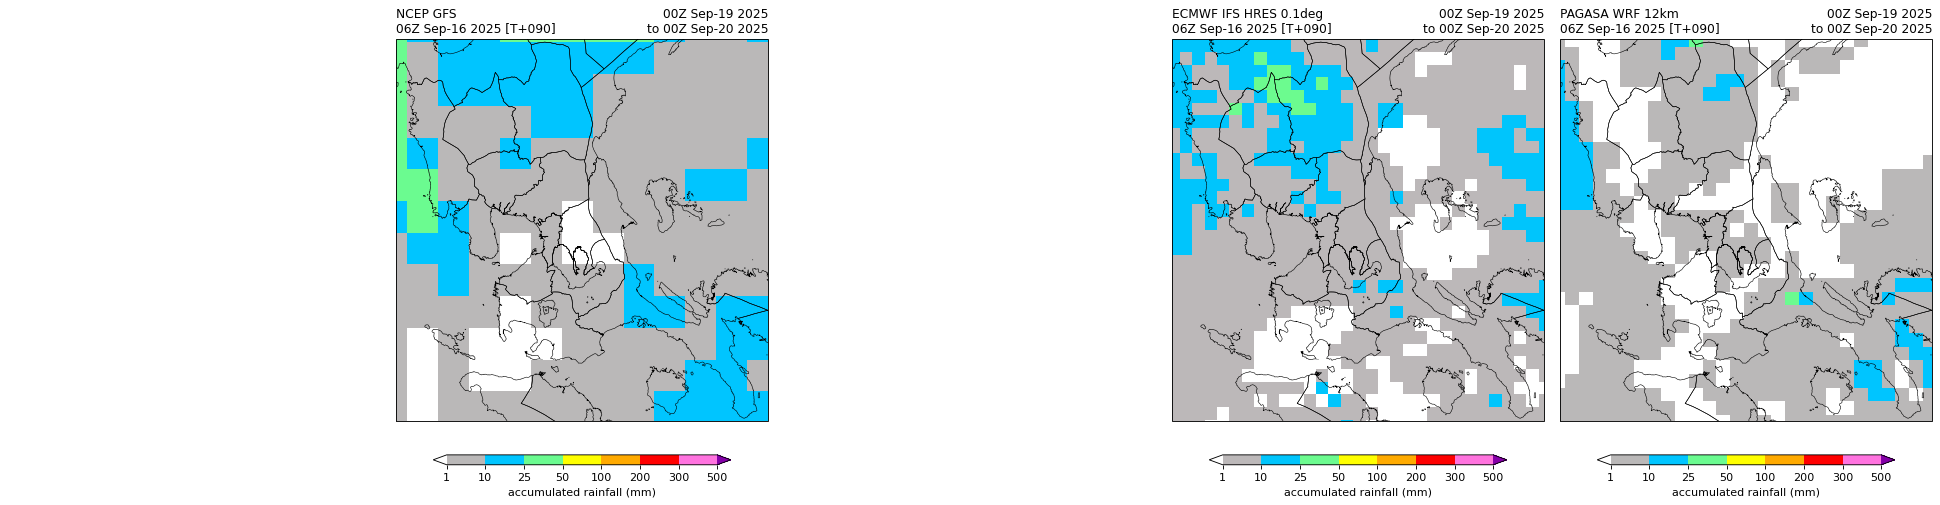 NCEP GFS 00Z Sep-19 2025
06Z Sep-16 2025 [T+090] to 00Z Sep-20 2025
1 10 25 50 100 200 300 500
accumulated rainfall (mm)
ECMWF IFS HRES 0.1deg 00Z Sep-19 2025
06Z Sep-16 2025 [T+090] to 00Z Sep-20 2025
1 10 25 50 100 200 300 500
accumulated rainfall (mm)
PAGASA WRF 12km 00Z Sep-19 2025
06Z Sep-16 2025 [T+090] to 00Z Sep-20 2025
1 10 25 50 100 200 300 500
accumulated rainfall (mm)